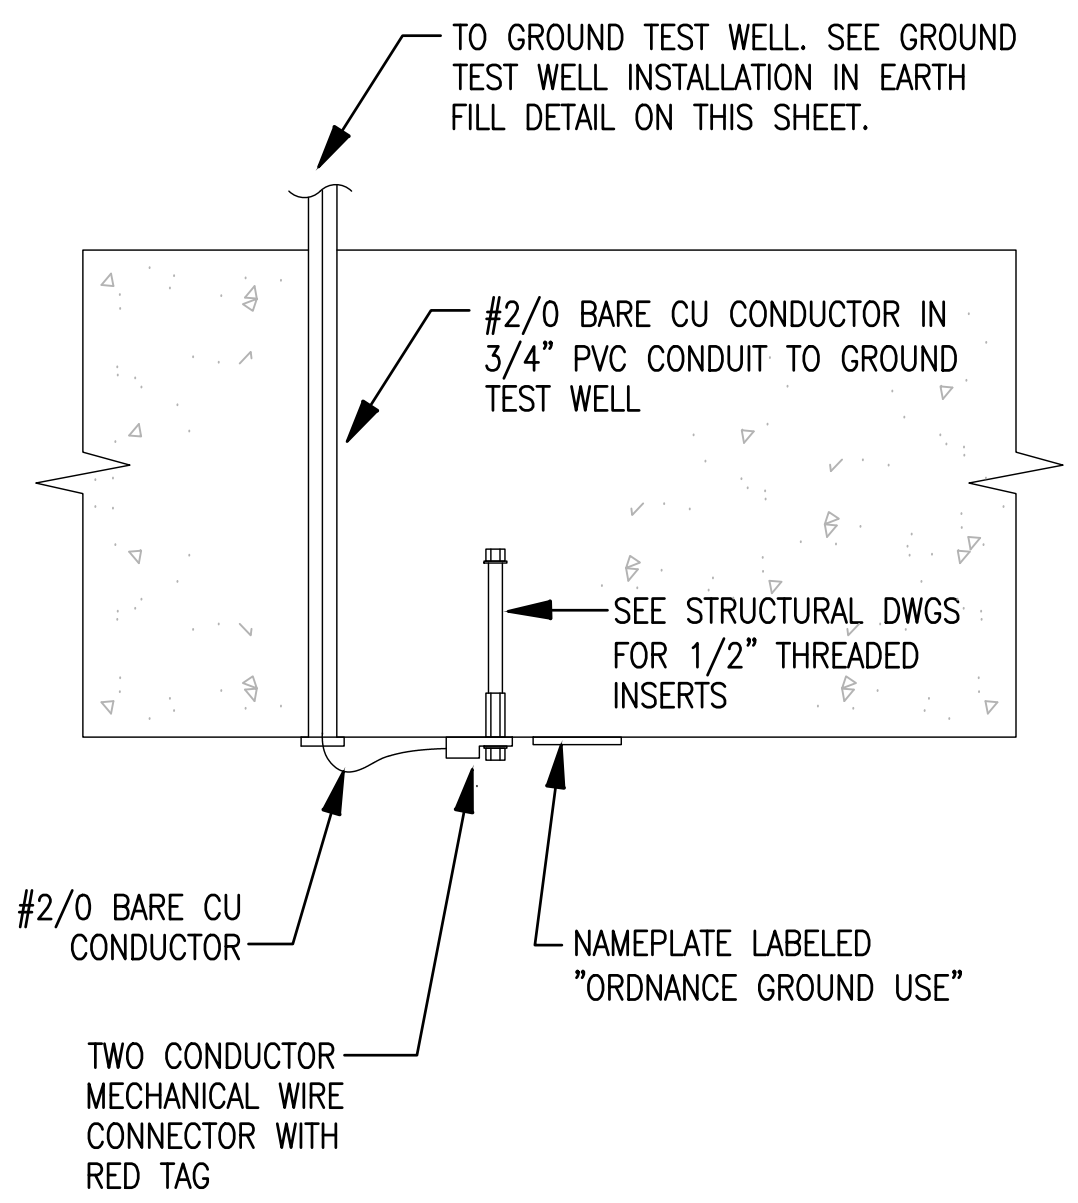 TO GROUND TEST WELL. SEE GROUND
TEST WELL INSTALLATION IN EARTH
FILL DETAIL ON THIS SHEET.
#2/0 BARE CU CONDUCTOR IN
3/4” PVC CONDUIT TO GROUND
TEST WELL
SEE STRUCTURAL DWGS
FOR 1/2” THREADED
INSERTS
#2/0 BARE CU
CONDUCTOR
NAMEPLATE LABELED
”ORDNANCE GROUND USE”
TWO CONDUCTOR
MECHANICAL WIRE
CONNECTOR WITH
RED TAG